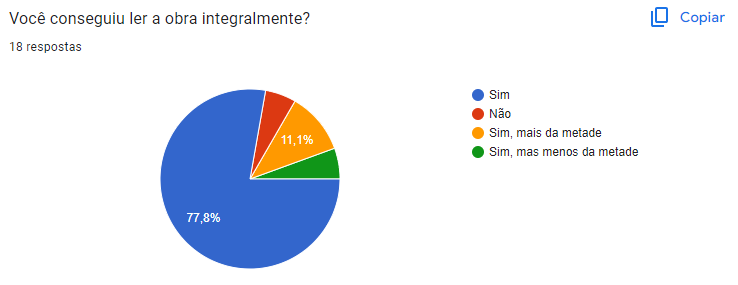 Você conseguiu ler a obra integralmente?
Copiar
18 respostas
Sim
Não
Sim, mais da metade
Sim, mas menos da metade
11,1%
77,8%